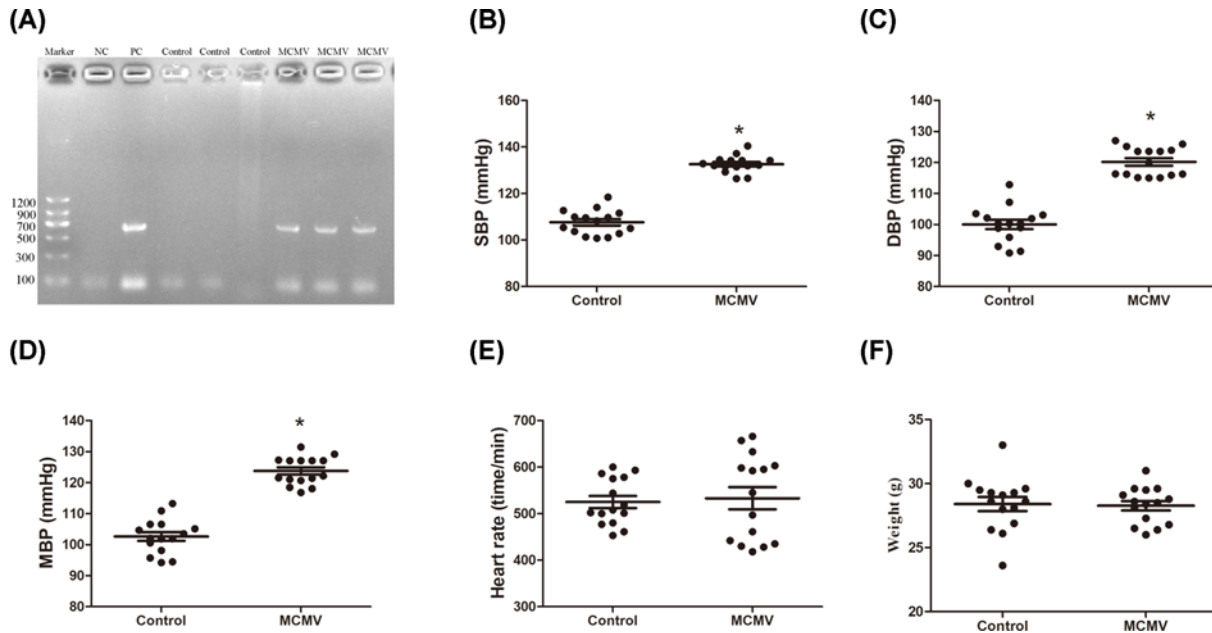 (A)
Marker NC PC Control Control Control MCMV MCMV MCMV
1200
900
700
500
300
100
(B)
SBP (mmHg)
160
140
120
100
80
*
Control MCMV
(C)
DBP (mmHg)
140
130
120
110
100
90
80
*
Control MCMV
(D)
MBP (mmHg)
140
120
100
80
*
Control MCMV
(E)
Heart rate (time/min)
700
600
500
400
300
Control MCMV
(F)
Weight (g)
35
30
25
20
Control MCMV